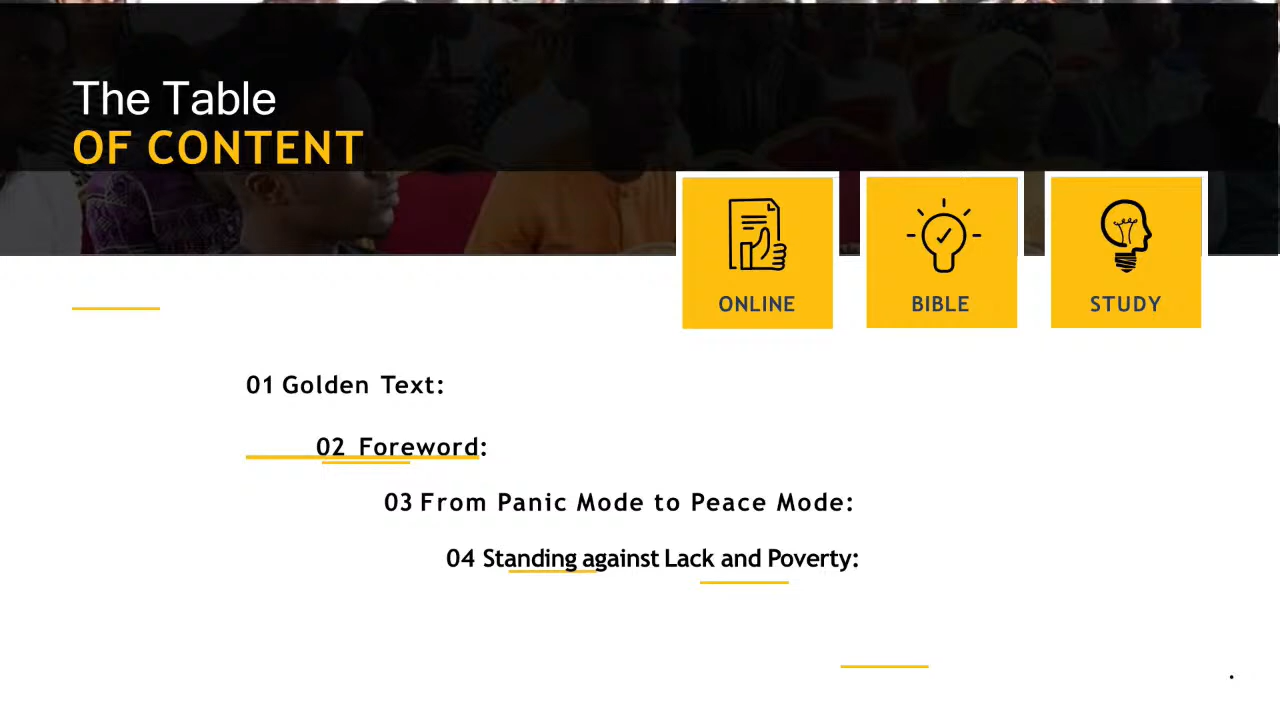 The Table
OF CONTENT
ONLINE
BIBLE
STUDY
01 Golden Text:
02 Foreword:
03 From Panic Mode to Peace Mode:
04 Standing against Lack and Poverty:
.